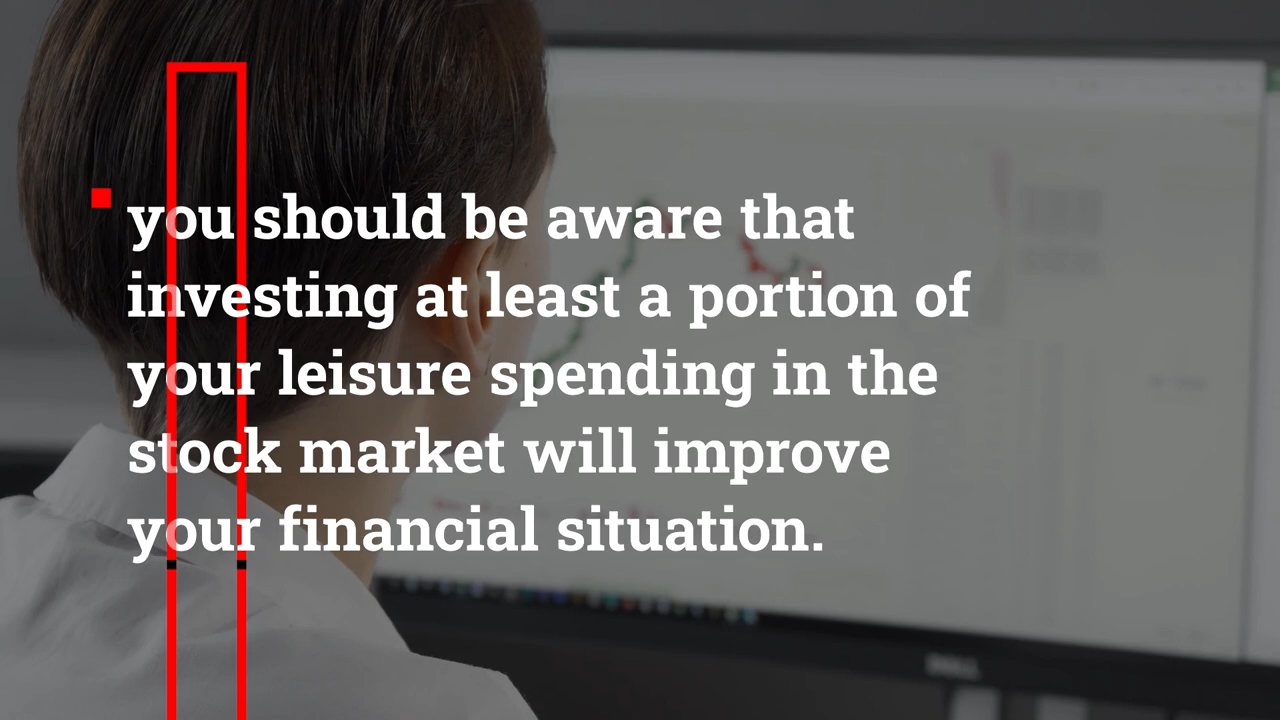 you should be aware that
investing at least a portion of
your leisure spending in the
stock market will improve
your financial situation.
DELL